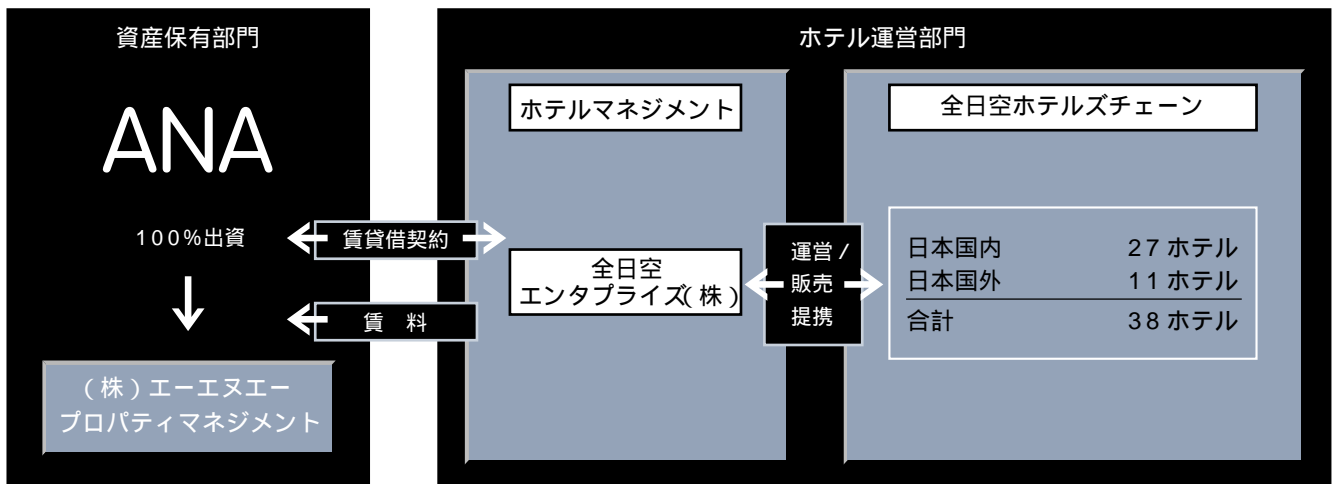 資産保有部門
ANA
100%出資
(株)エーエヌエー
プロパティマネジメント
賃貸借契約
賃 料
ホテル運営部門
ホテルマネジメント
全日空
エンタプライズ(株)
運営/
販売
提携
全日空ホテルズチェーン
日本国内 27ホテル
日本国外 11ホテル
合計 38ホテル